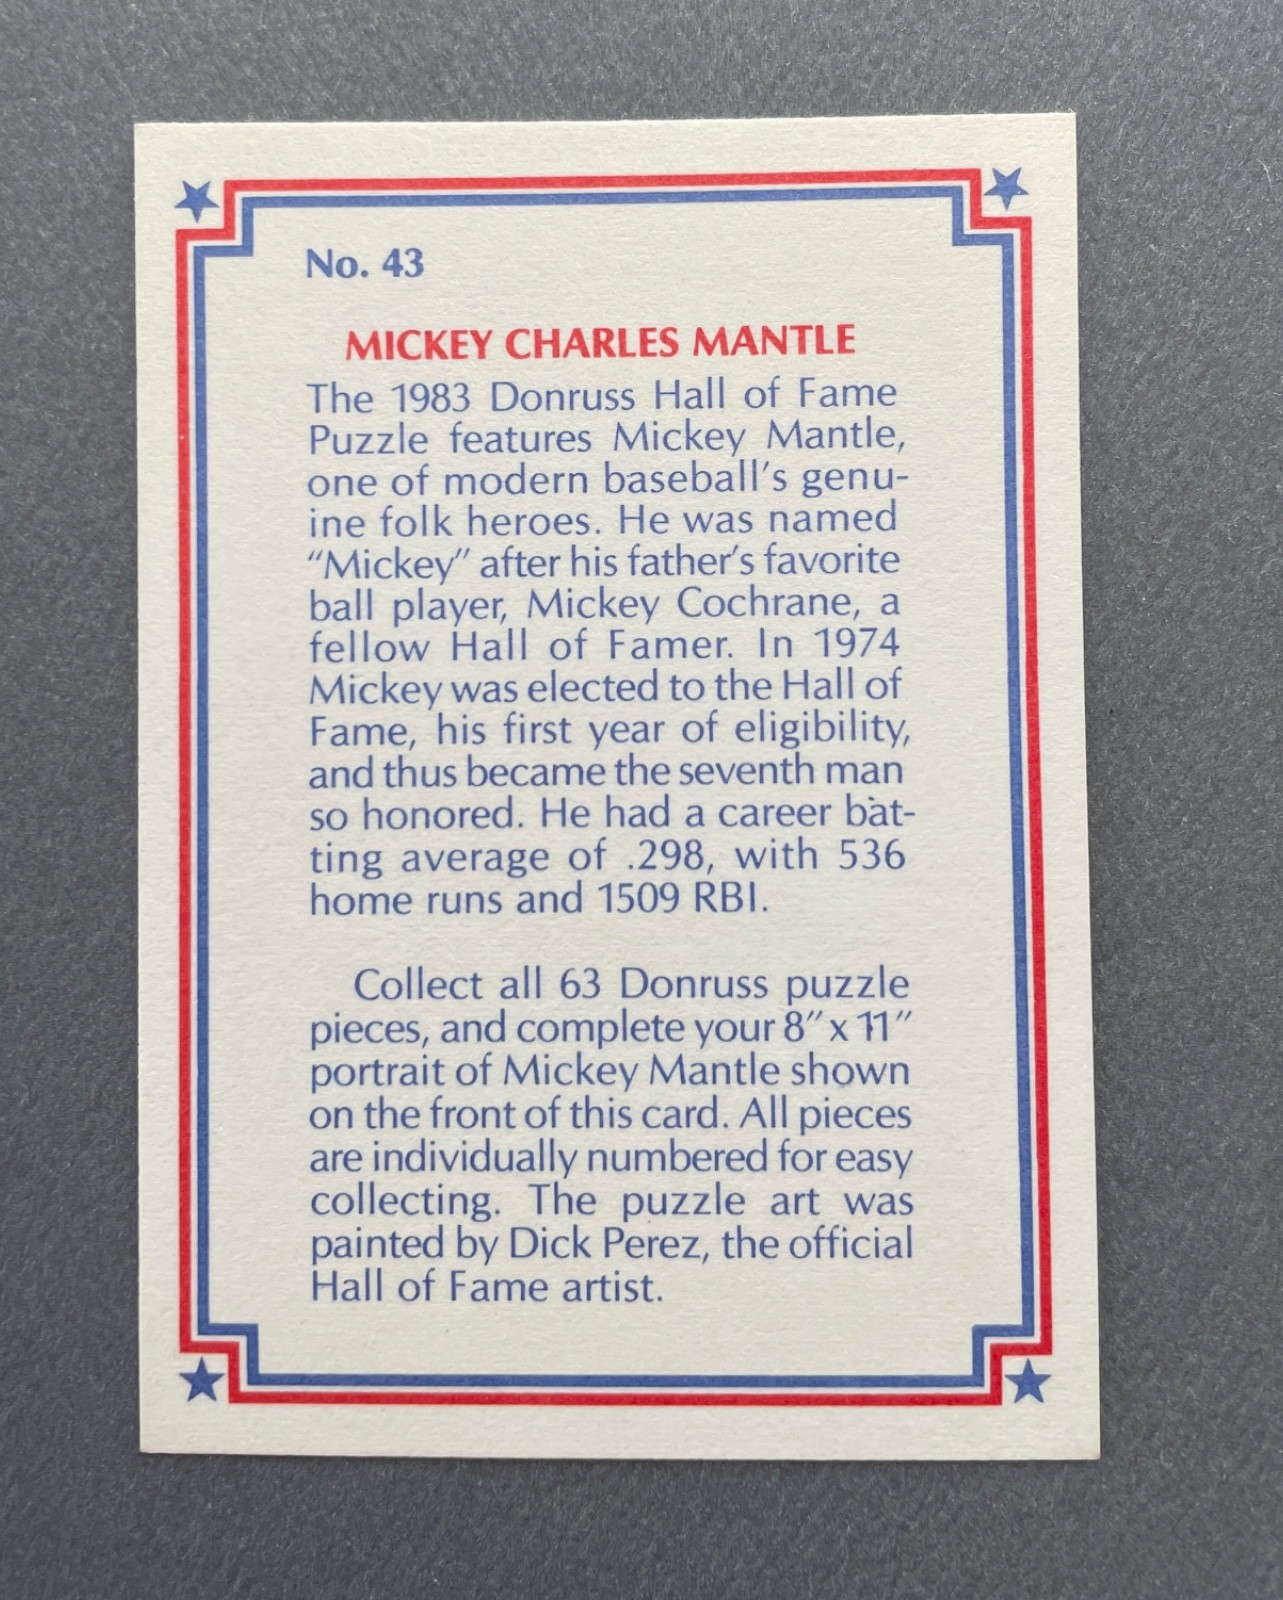 No. 43
MICKEY CHARLES MANTLE
The 1983 Donruss Hall of Fame
Puzzle features Mickey Mantle,
one of modern baseball's genu-
ine folk heroes. He was named
“Mickey” after his father's favorite
ball player, Mickey Cochrane, a
fellow Hall of Famer. In 1974
Mickey was elected to the Hall of
Fame, his first year of eligibility,
and thus became the seventh man
so honored. He had a career bat-
ting average of .298, with 536
home runs and 1509 RBI.
Collect all 63 Donruss puzzle
pieces, and complete your 8″ x 11″
portrait of Mickey Mantle shown
on the front of this card. All pieces
are individually numbered for easy
collecting. The puzzle art was
painted by Dick Perez, the official
Hall of Fame artist.